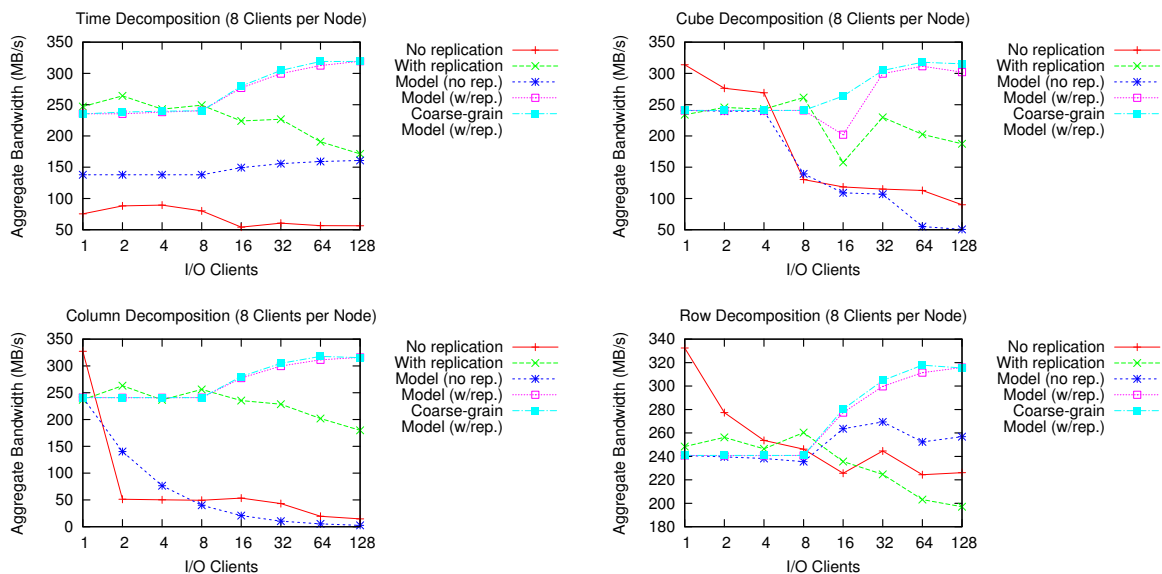 Time Decomposition (8 Clients per Node)
Aggregate Bandwidth (MB/s)
350
300
250
200
150
100
50
1 2 4 8 16 32 64 128
I/O Clients
No replication
With replication
Model (no rep.)
Model (w/rep.)
Coarse-grain
Model (w/rep.)
Cube Decomposition (8 Clients per Node)
Aggregate Bandwidth (MB/s)
350
300
250
200
150
100
50
1 2 4 8 16 32 64 128
I/O Clients
No replication
With replication
Model (no rep.)
Model (w/rep.)
Coarse-grain
Model (w/rep.)
Column Decomposition (8 Clients per Node)
Aggregate Bandwidth (MB/s)
350
300
250
200
150
100
50
0
1 2 4 8 16 32 64 128
I/O Clients
No replication
With replication
Model (no rep.)
Model (w/rep.)
Coarse-grain
Model (w/rep.)
Row Decomposition (8 Clients per Node)
Aggregate Bandwidth (MB/s)
340
320
300
280
260
240
220
200
180
1 2 4 8 16 32 64 128
I/O Clients
No replication
With replication
Model (no rep.)
Model (w/rep.)
Coarse-grain
Model (w/rep.)